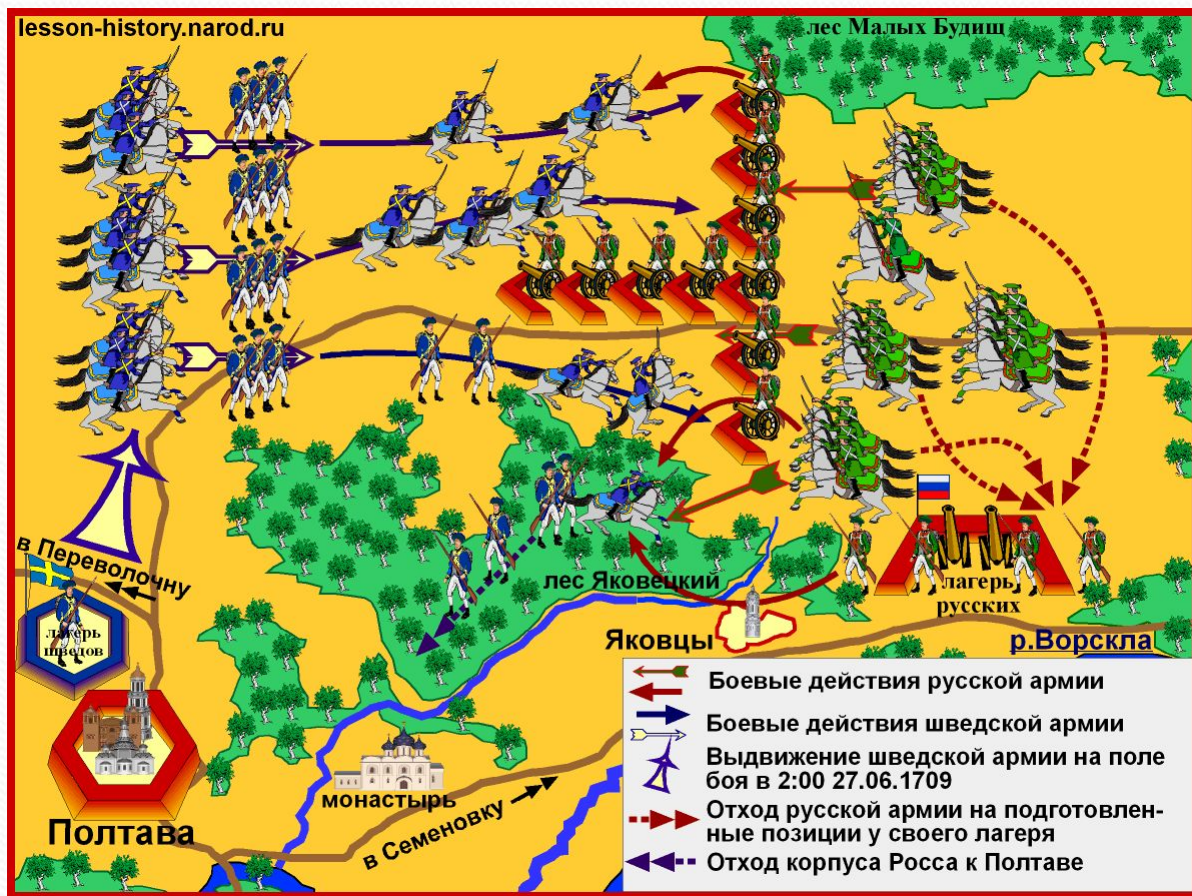 lesson-history.narod.ru
лес Малых Будищ
в Переволочну
лагерь
шведов
лес Яковецкий
лагерь
русских
Яковцы
р.Ворскла
монастырь
Полтава
в Семеновку
Боевые действия русской армии
Боевые действия шведской армии
Выдвижение шведской армии на поле
боя в 2:00 27.06.1709
Отход русской армии на подготовлен-
ные позиции у своего лагеря
Отход корпуса Росса к Полтаве